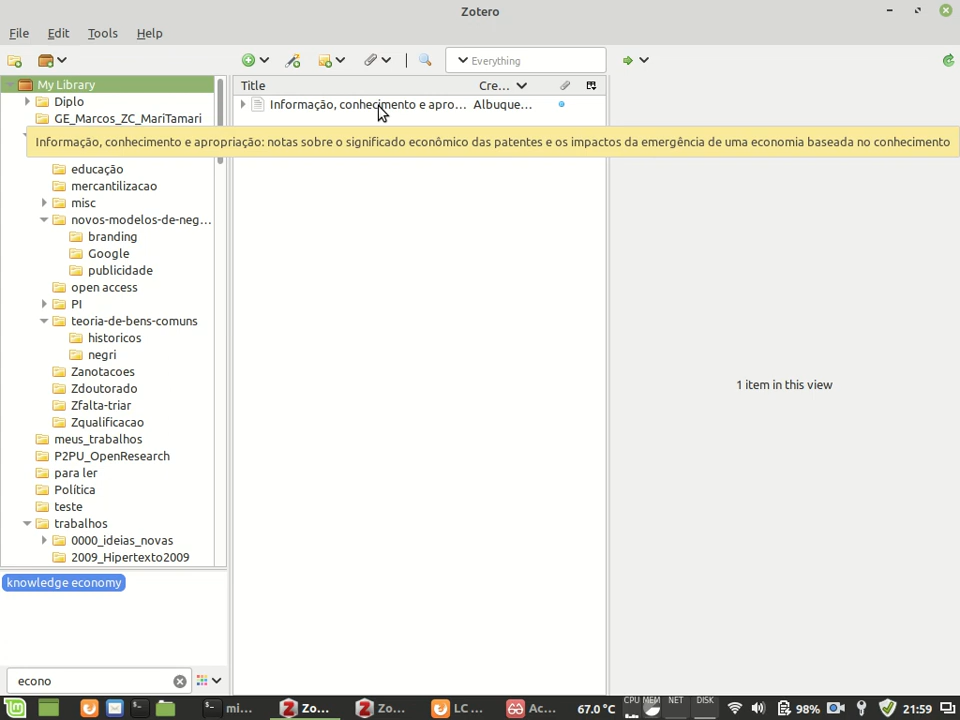 Zotero
File Edit Tools Help
Everything
My Library
Diplo
GE_Marcos_ZC_MariTamari
educação
mercantilizacao
misc
novos-modelos-de-neg...
branding
Google
publicidade
open access
PI
teoria-de-bens-comuns
historicos
negri
Zanotacoes
Zdoutorado
Zfalta-triar
Zqualificacao
meus_trabalhos
P2PU_OpenResearch
para ler
Política
teste
trabalhos
0000_ideias_novas
2009_Hipertexto2009
knowledge economy
econo
Title Cre...
Informação, conhecimento e apro... Albuque...
Informação, conhecimento e apropriação: notas sobre o significado econômico das patentes e os impactos da emergência de uma economia baseada no conhecimento
1 item in this view
mi... Zo... Zo... LC ... Ac... 67.0°C CPU MEM NET DISK 98% 21:59